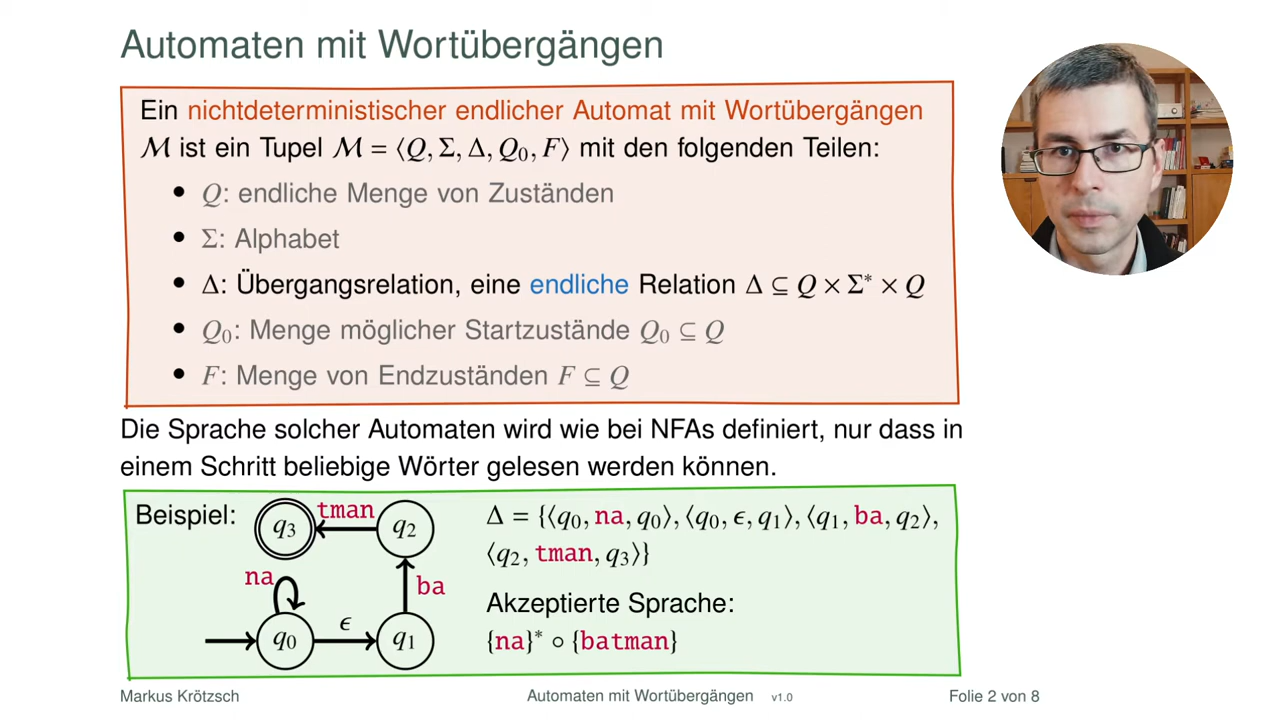 Automaten mit Wortübergängen
Ein nichtdeterministischer endlicher Automat mit Wortübergängen
ℳ ist ein Tupel ℳ = ⟨Q, Σ, Δ, Q₀, F⟩ mit den folgenden Teilen:
• Q: endliche Menge von Zuständen
• Σ: Alphabet
• Δ: Übergangsrelation, eine endliche Relation Δ ⊆ Q × Σ* × Q
• Q₀: Menge möglicher Startzustände Q₀ ⊆ Q
• F: Menge von Endzuständen F ⊆ Q
Die Sprache solcher Automaten wird wie bei NFAs definiert, nur dass in
einem Schritt beliebige Wörter gelesen werden können.
Beispiel:
q₃ tman q₂
na
ba
q₀ ϵ q₁
Δ = {⟨q₀, na, q₀⟩, ⟨q₀, ϵ, q₁⟩, ⟨q₁, ba, q₂⟩,
⟨q₂, tman, q₃⟩}
Akzeptierte Sprache:
{na}* ∘ {batman}
Markus Krötzsch
Automaten mit Wortübergängen v1.0
Folie 2 von 8